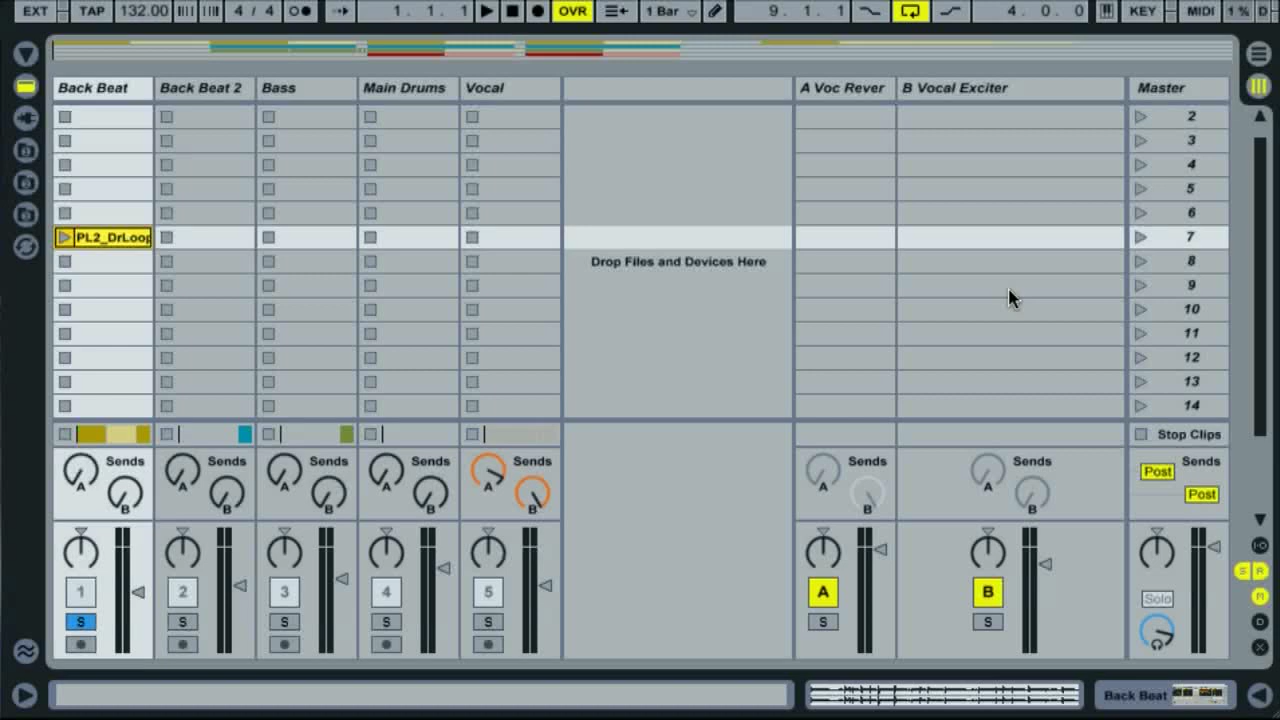 EXT TAP 132.00 4 / 4 1. 1. 1 OVR 1 Bar 9. 1. 1 4. 0. 0 KEY MIDI 1 % D
Back Beat Back Beat 2 Bass Main Drums Vocal A Voc Rever B Vocal Exciter Master
2
3
4
5
6
PL2_DrLoop 7
Drop Files and Devices Here 8
9
10
11
12
13
14
Stop Clips
Sends Sends Sends Sends Sends Sends Sends Sends
A A A A A A A Post
B B B B B B B Post
S R
1 2 3 4 5 A B Solo M
S S S S S S S D
Back Beat